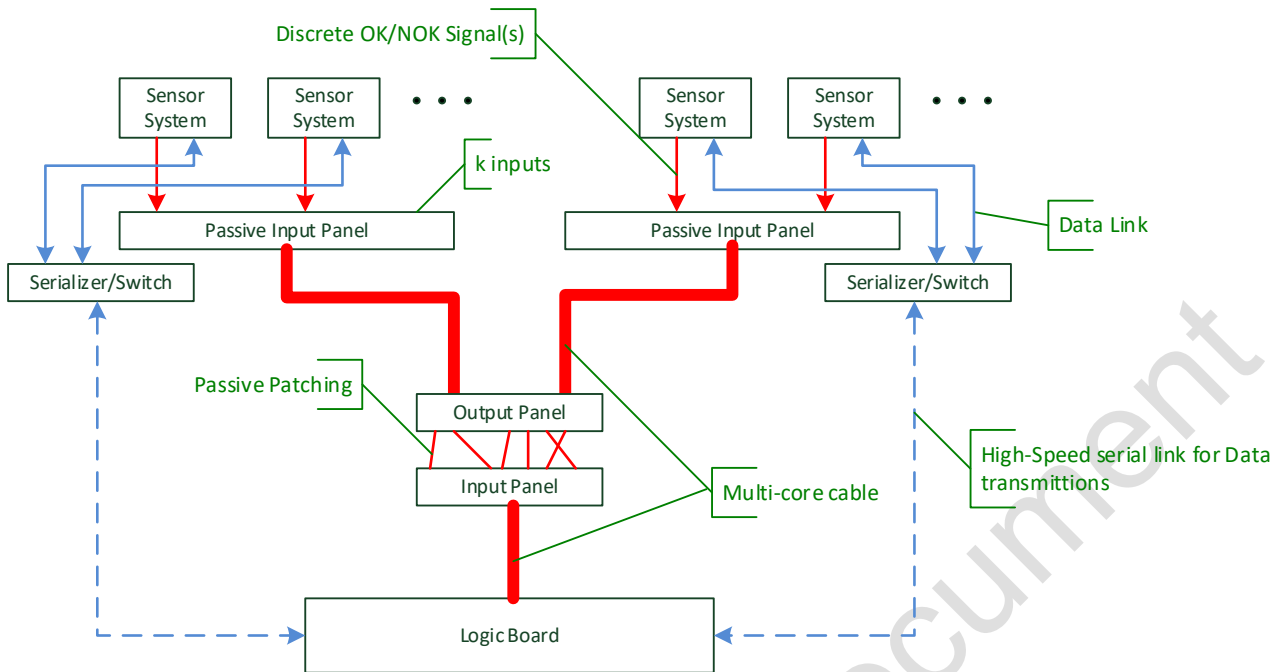 Discrete OK/NOK Signal(s)
Sensor
System
Sensor
System
• • •
Sensor
System
Sensor
System
• • •
k inputs
Passive Input Panel
Passive Input Panel
Data Link
Serializer/Switch
Serializer/Switch
Passive Patching
Output Panel
High-Speed serial link for Data
transmittions
Input Panel
Multi-core cable
Logic Board
ocument